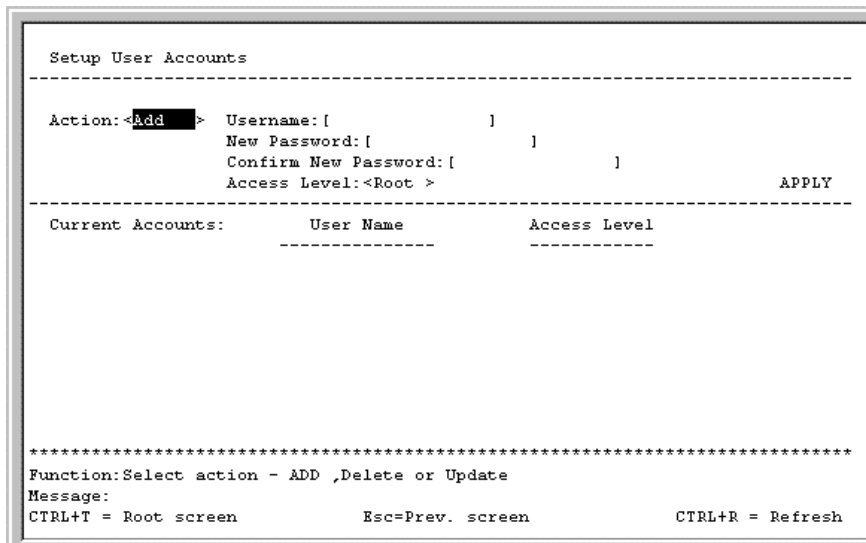 Setup User Accounts
--------------------------------------------------------------------------------
Action:<Add   > Username:[               ]
New Password:[               ]
Confirm New Password:[               ]
Access Level:<Root > APPLY
--------------------------------------------------------------------------------
Current Accounts: User Name Access Level
--------------- ------------
********************************************************************************
Function:Select action - ADD ,Delete or Update
Message:
CTRL+T = Root screen Esc=Prev. screen CTRL+R = Refresh